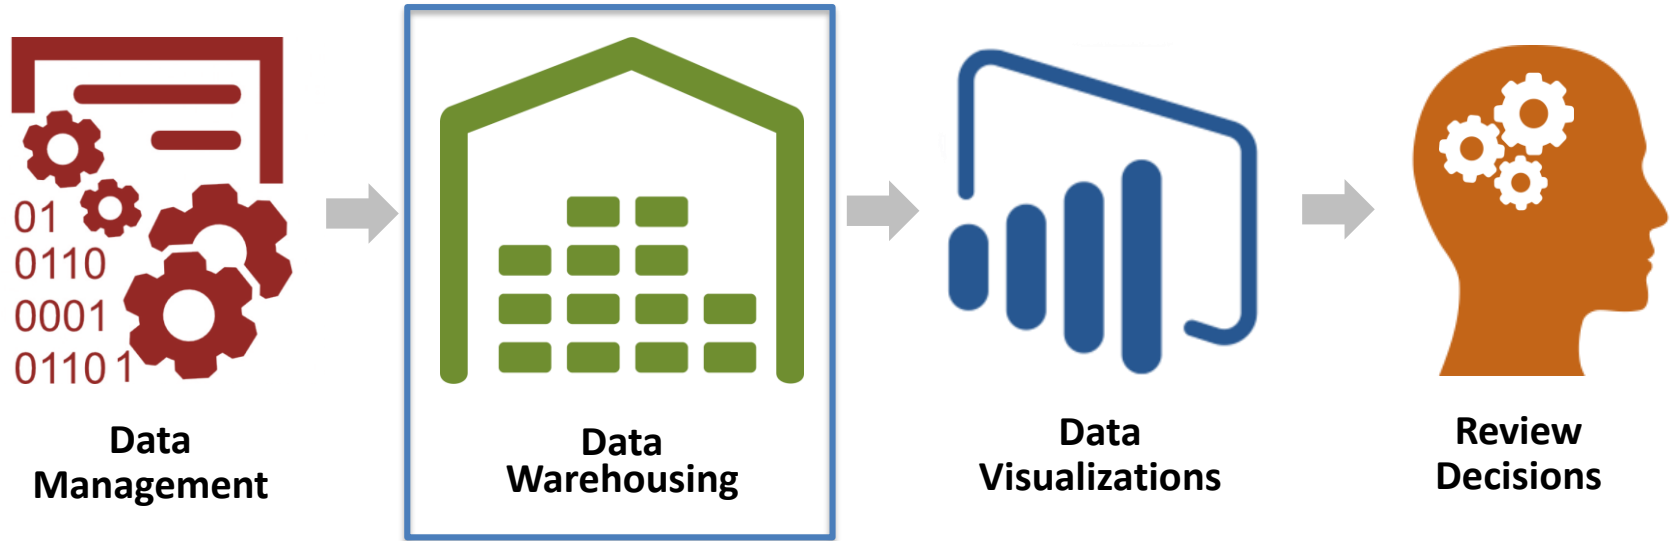 01
0110
0001
01101
Data
Management
Data
Warehousing
Data
Visualizations
Review
Decisions